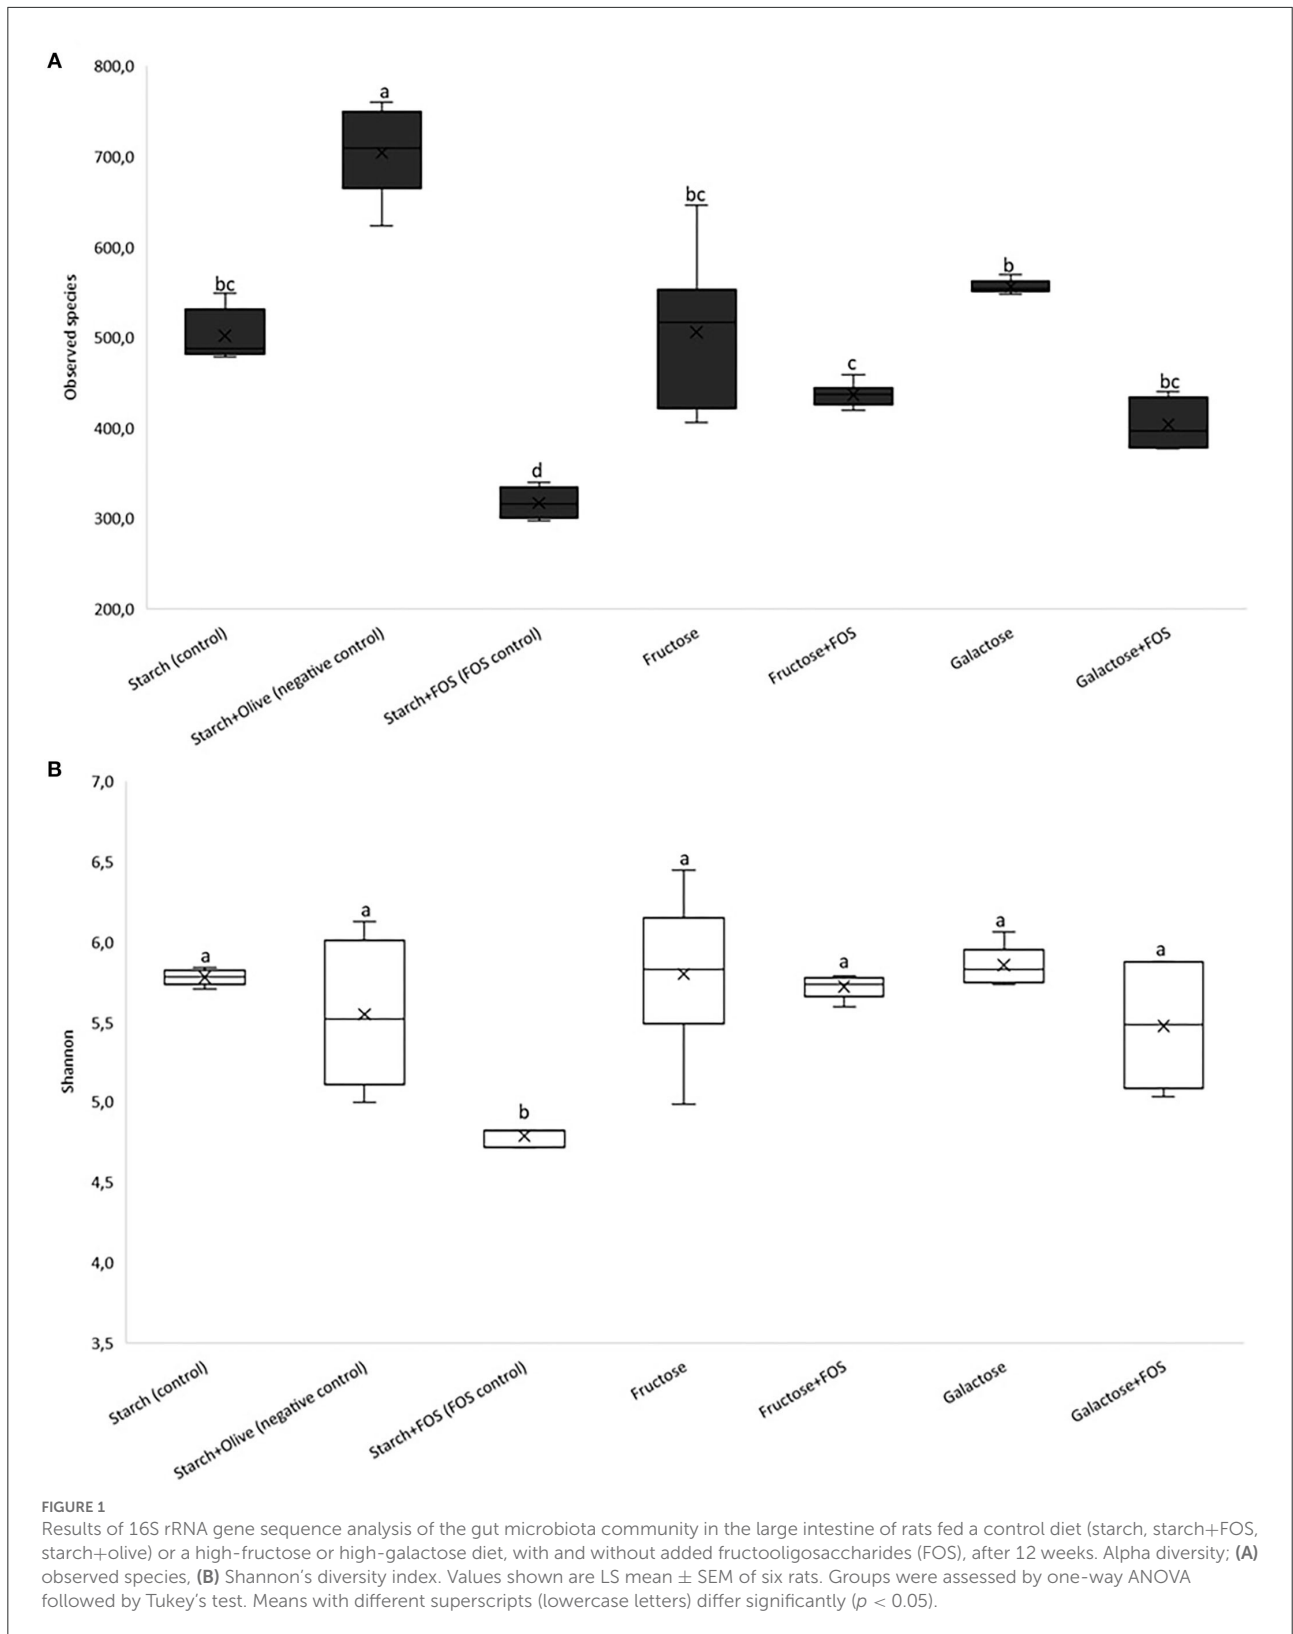 A
800,0
700,0
600,0
500,0
400,0
300,0
200,0
Observed species
bc
a
d
bc
c
b
bc
Starch (control)
Starch+Olive (negative control)
Starch+FOS (FOS control)
Fructose
Fructose+FOS
Galactose
Galactose+FOS
B
7,0
6,5
6,0
5,5
5,0
4,5
4,0
3,5
Shannon
a
a
b
a
a
a
a
Starch (control)
Starch+Olive (negative control)
Starch+FOS (FOS control)
Fructose
Fructose+FOS
Galactose
Galactose+FOS
FIGURE 1
Results of 16S rRNA gene sequence analysis of the gut microbiota community in the large intestine of rats fed a control diet (starch, starch+FOS,
starch+olive) or a high-fructose or high-galactose diet, with and without added fructooligosaccharides (FOS), after 12 weeks. Alpha diversity; (A)
observed species, (B) Shannon's diversity index. Values shown are LS mean ± SEM of six rats. Groups were assessed by one-way ANOVA
followed by Tukey's test. Means with different superscripts (lowercase letters) differ significantly (p < 0.05).